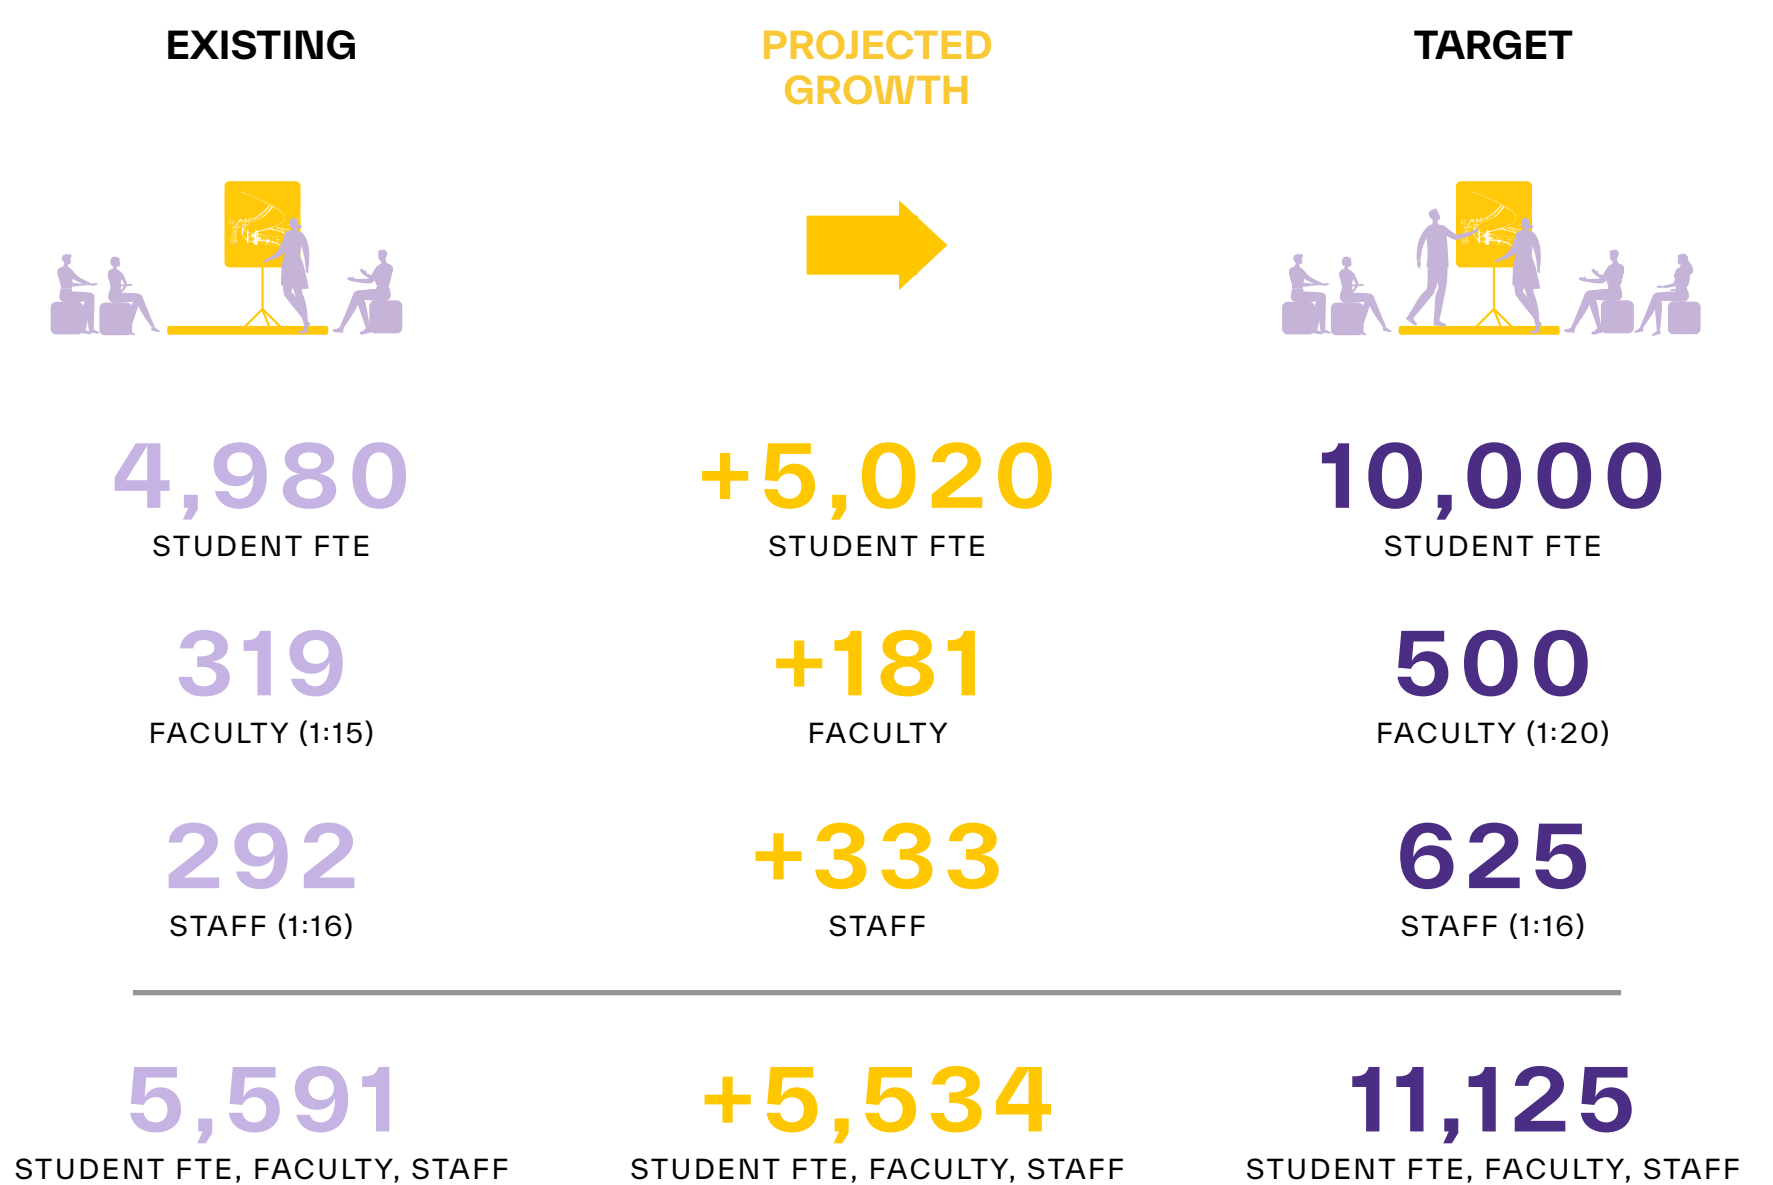 EXISTING
PROJECTED
GROWTH
TARGET
4,980
STUDENT FTE
+5,020
STUDENT FTE
10,000
STUDENT FTE
319
FACULTY (1:15)
+181
FACULTY
500
FACULTY (1:20)
292
STAFF (1:16)
+333
STAFF
625
STAFF (1:16)
5,591
STUDENT FTE, FACULTY, STAFF
+5,534
STUDENT FTE, FACULTY, STAFF
11,125
STUDENT FTE, FACULTY, STAFF